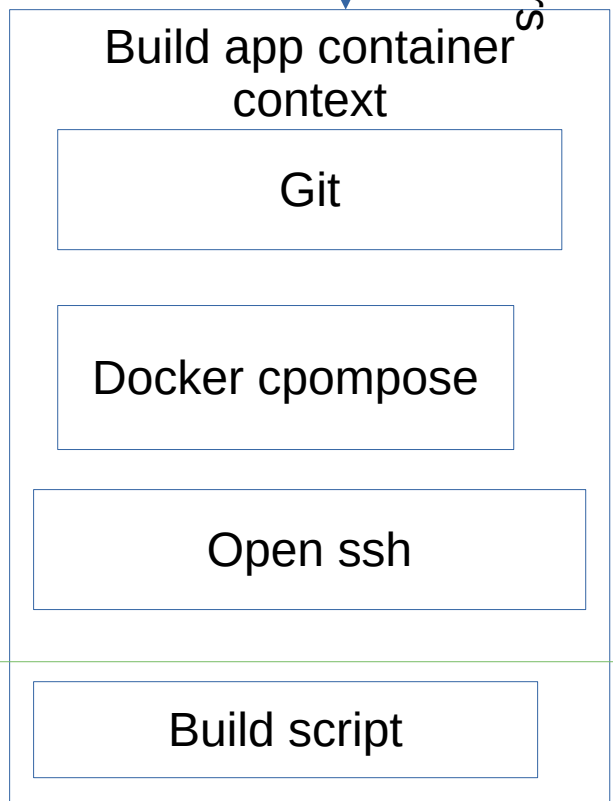 Build app container
context
Git
Docker cpompose
Open ssh
Build script